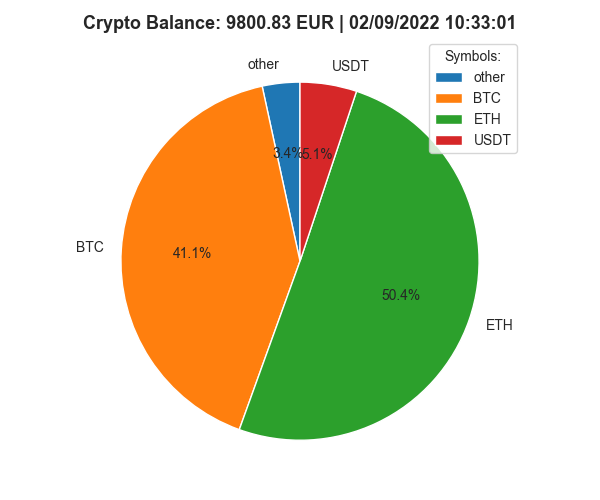 Crypto Balance: 9800.83 EUR | 02/09/2022 10:33:01
Symbols:
other
BTC
ETH
USDT
other
USDT
3.4%
5.1%
BTC
41.1%
50.4%
ETH